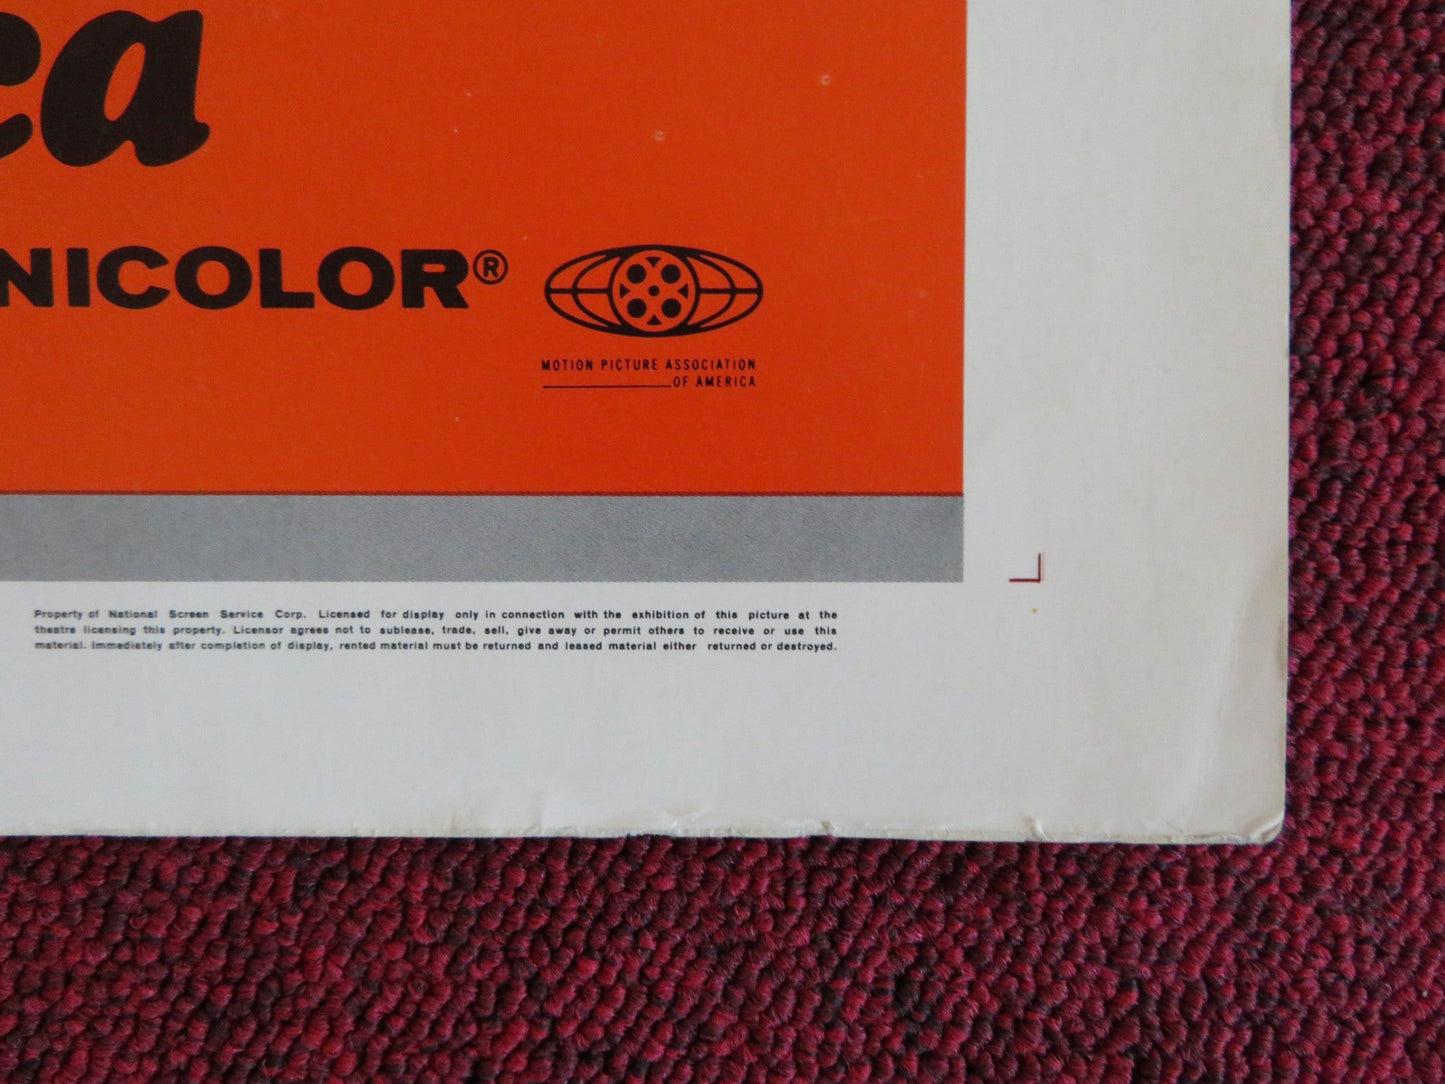 ca
NICOLOR®
MOTION PICTURE ASSOCIATION
OF AMERICA
Property of National Screen Service Corp. Licensed for display only in connection with the exhibition of this picture at the
theatre licensing this property. Licensor agrees not to sublease, trade, sell, give away or permit others to receive or use this
material. Immediately after completion of display, rented material must be returned and leased material either returned or destroyed.